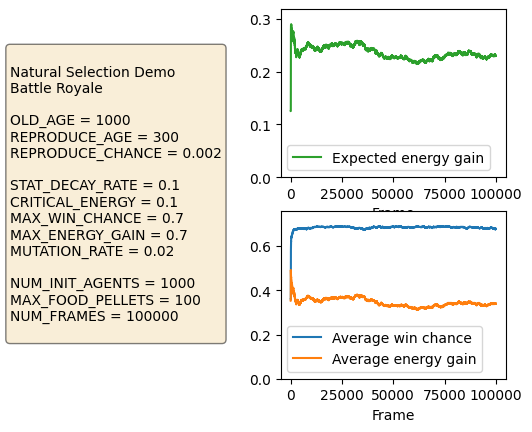 Natural Selection Demo
Battle Royale
OLD_AGE = 1000
REPRODUCE_AGE = 300
REPRODUCE_CHANCE = 0.002
STAT_DECAY_RATE = 0.1
CRITICAL_ENERGY = 0.1
MAX_WIN_CHANCE = 0.7
MAX_ENERGY_GAIN = 0.7
MUTATION_RATE = 0.02
NUM_INIT_AGENTS = 1000
MAX_FOOD_PELLETS = 100
NUM_FRAMES = 100000
0.3
0.2
0.1
0.0
Expected energy gain
0 25000 50000 75000 100000
Frame
0.6
0.4
0.2
0.0
Average win chance
Average energy gain
0 25000 50000 75000 100000
Frame